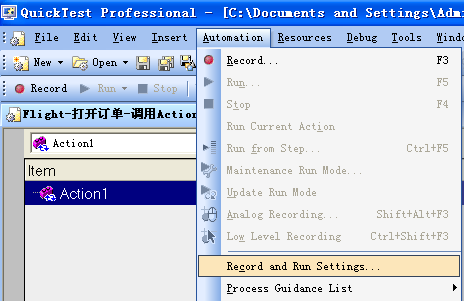 QuickTest Professional - [C:\Documents and Settings\Adm
File Edit View Insert Automation Resources Debug Tools Windo
New Open
Record Run Stop
Flight-打开订单-调用Action
Action1
Item
Action1
Record... F3
Run... F5
Stop F4
Run Current Action
Run from Step... Ctrl+F5
Maintenance Run Mode...
Update Run Mode
Analog Recording... Shift+Alt+F3
Low Level Recording Ctrl+Shift+F3
Record and Run Settings...
Process Guidance List